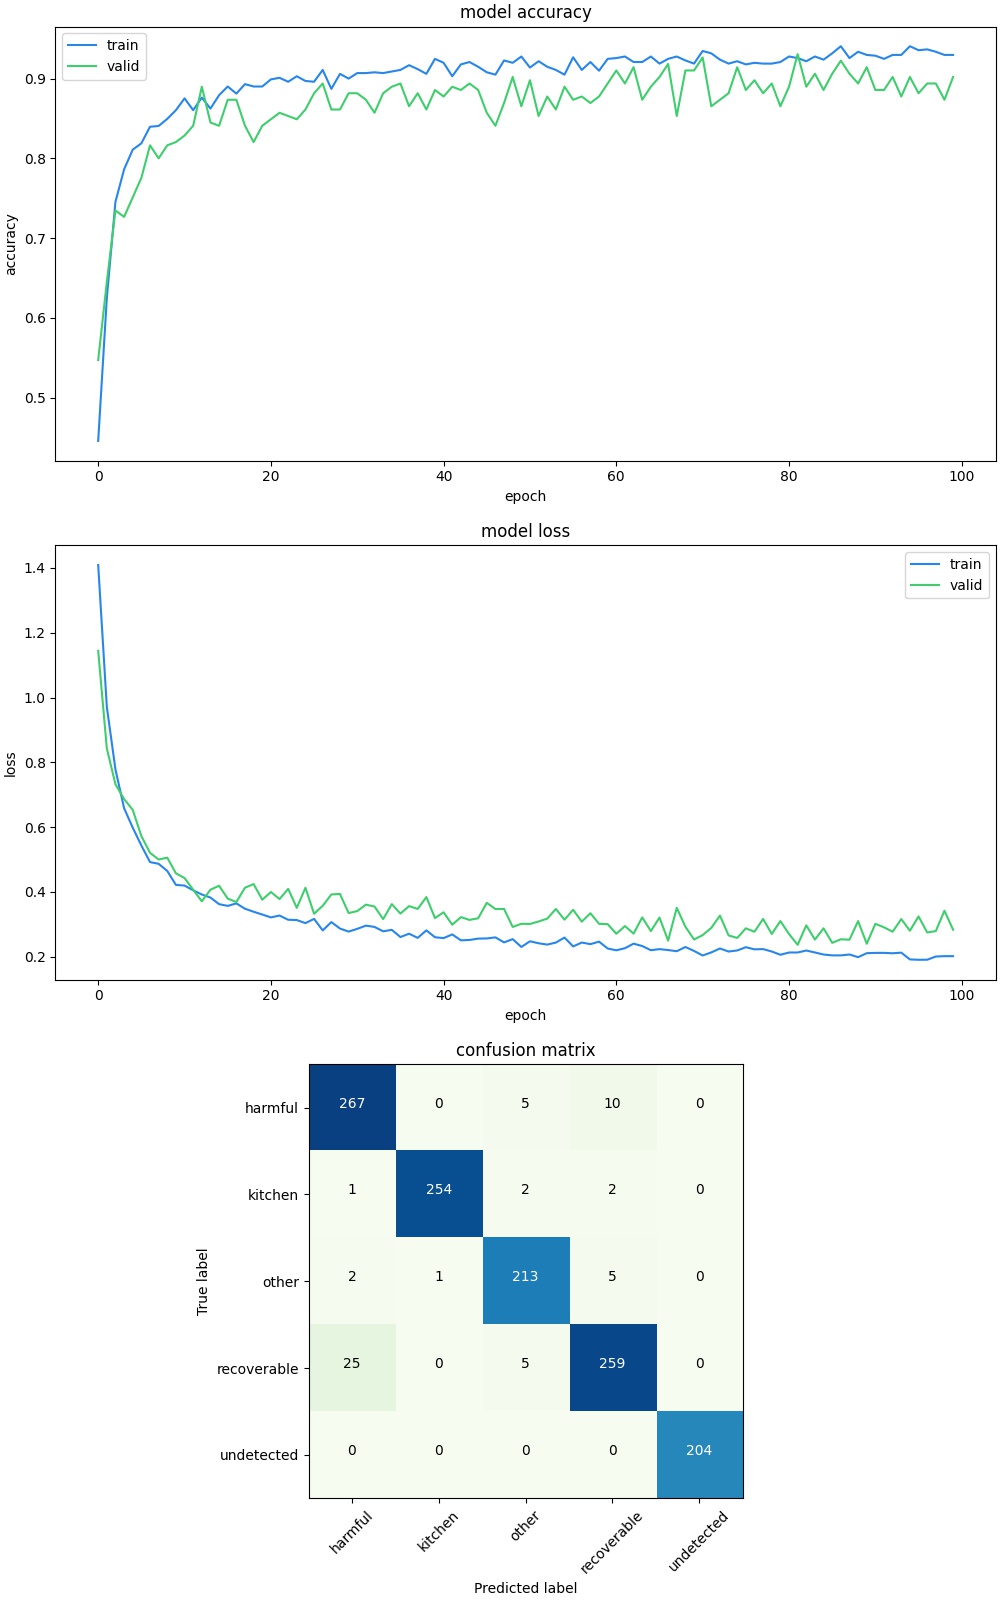 model accuracy
train
valid
0.9
0.8
0.7
0.6
0.5
accuracy
0 20 40 60 80 100
epoch
model loss
train
valid
1.4
1.2
1.0
0.8
0.6
0.4
0.2
loss
0 20 40 60 80 100
epoch
confusion matrix
harmful 267 0 5 10 0
kitchen 1 254 2 2 0
other 2 1 213 5 0
recoverable 25 0 5 259 0
undetected 0 0 0 0 204
True label
harmful kitchen other recoverable undetected
Predicted label